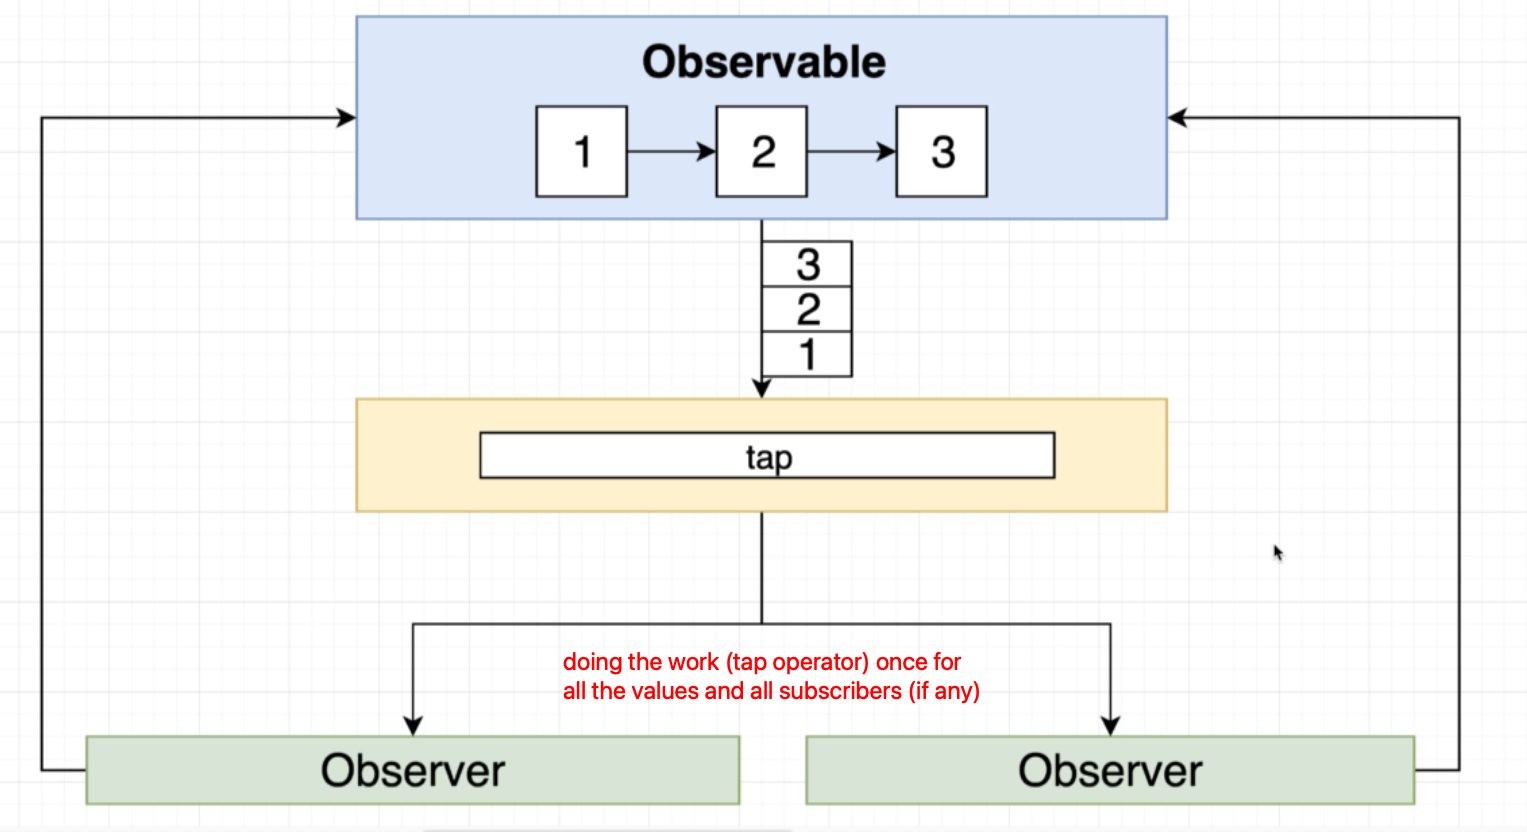 Observable
1
2
3
3
2
1
tap
doing the work (tap operator) once for
all the values and all subscribers (if any)
Observer
Observer